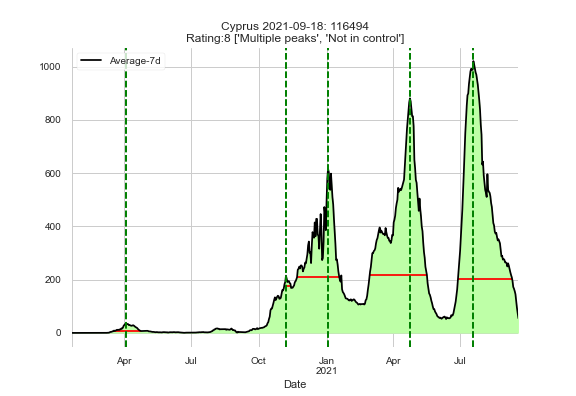 Cyprus 2021-09-18: 116494
Rating:8 ['Multiple peaks', 'Not in control']
Average-7d
1000
800
600
400
200
0
Apr
Jul
Oct
Jan
2021
Apr
Jul
Date